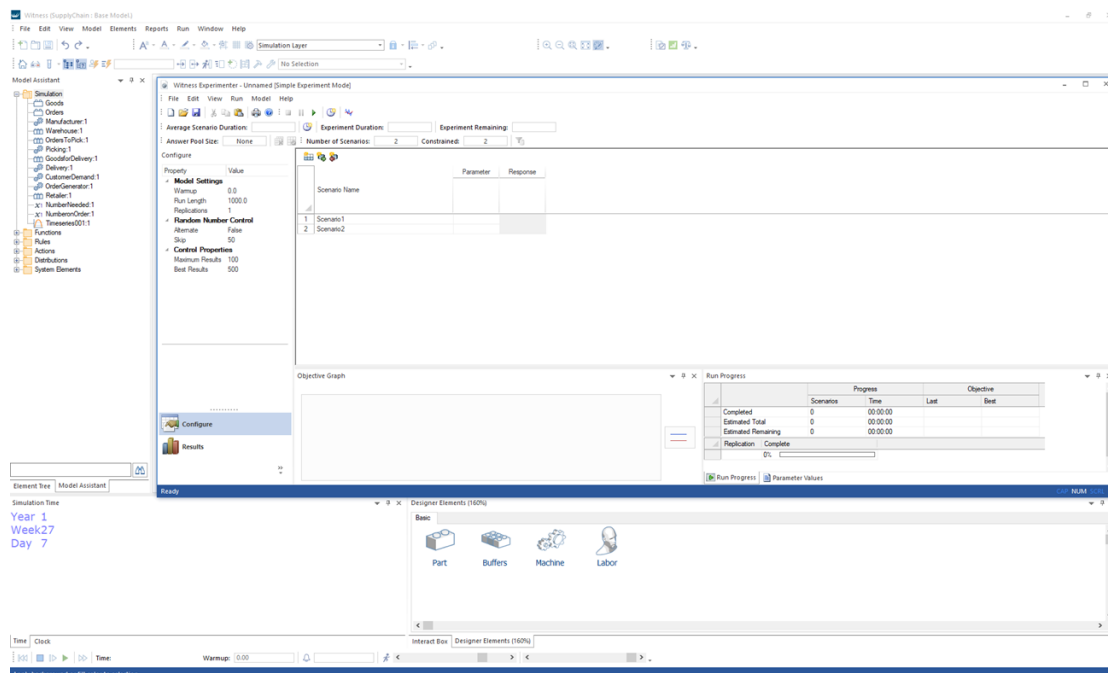 Witness (SupplyChain : Base Model.)
File Edit View Model Elements Reports Run Window Help
Simulation Layer
No Selection
Model Assistant
Simulation
Goods
Orders
Manufacturer:1
Warehouse:1
OrdersToPick:1
Picking:1
GoodsforDelivery:1
Delivery:1
CustomerDemand:1
OrderGenerator:1
Retailer:1
NumberNeeded:1
NumberonOrder:1
Timeseries001:1
Functions
Rules
Actions
Distributions
System Elements
Element Tree Model Assistant
Witness Experimenter - Unnamed [Simple Experiment Mode]
File Edit View Run Model Help
Average Scenario Duration: Experiment Duration: Experiment Remaining:
Answer Pool Size: None Number of Scenarios: 2 Constrained: 2
Configure
Property Value
Model Settings
Warmup 0.0
Run Length 1000.0
Replications 1
Random Number Control
Alternate False
Skip 50
Control Properties
Maximum Results 100
Best Results 500
Configure
Results
Parameter Response
Scenario Name
1 Scenario1
2 Scenario2
Objective Graph
Run Progress
Progress Objective
Scenarios Time Last Best
Completed 0 00:00:00
Estimated Total 0 00:00:00
Estimated Remaining 0 00:00:00
Replication Complete
0%
Run Progress Parameter Values
Ready
CAP NUM SCRL
Simulation Time
Year 1
Week27
Day 7
Time Clock
Designer Elements (160%)
Basic
Part Buffers Machine Labor
Interact Box Designer Elements (160%)
Time: Warmup: 0.00